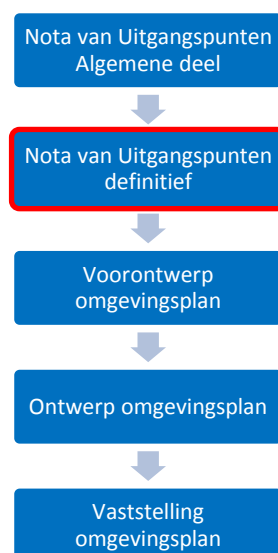 Nota van Uitgangspunten
Algemene deel
Nota van Uitgangspunten
definitief
Voorontwerp
omgevingsplan
Ontwerp omgevingsplan
Vaststelling
omgevingsplan